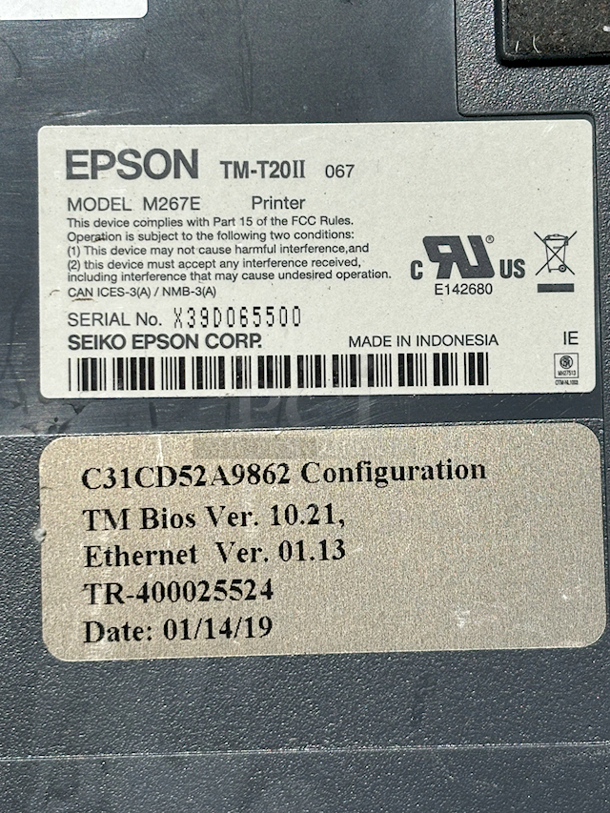 EPSON TM-T20II 067
MODEL M267E Printer
This device complies with Part 15 of the FCC Rules.
Operation is subject to the following two conditions:
(1) This device may not cause harmful interference,and
(2) this device must accept any interference received,
including interference that may cause undesired operation.
CAN ICES-3(A) / NMB-3(A)
C RU ® US
E142680
SERIAL No. X39D065500
SEIKO EPSON CORP. MADE IN INDONESIA IE
C31CD52A9862 Configuration
TM Bios Ver. 10.21,
Ethernet Ver. 01.13
TR-400025524
Date: 01/14/19